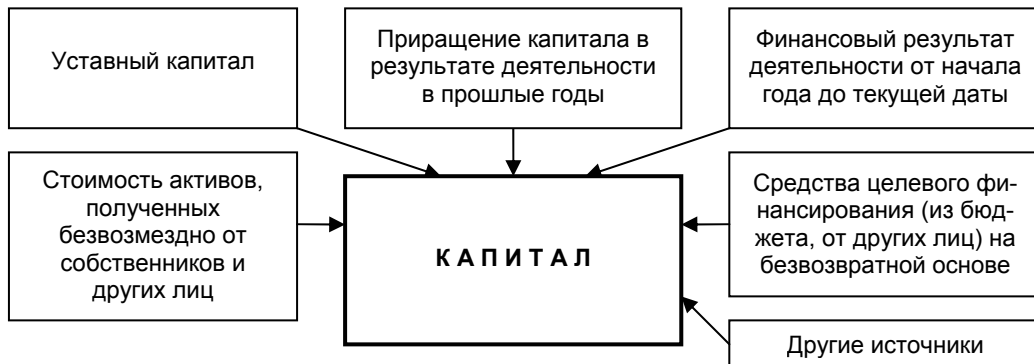 Уставный капитал
Приращение капитала в
результате деятельности
в прошлые годы
Финансовый результат
деятельности от начала
года до текущей даты
Стоимость активов,
полученных
безвозмездно от
собственников и
других лиц
К А П И Т А Л
Средства целевого фи-
нансирования (из бюд-
жета, от других лиц) на
безвозвратной основе
Другие источники